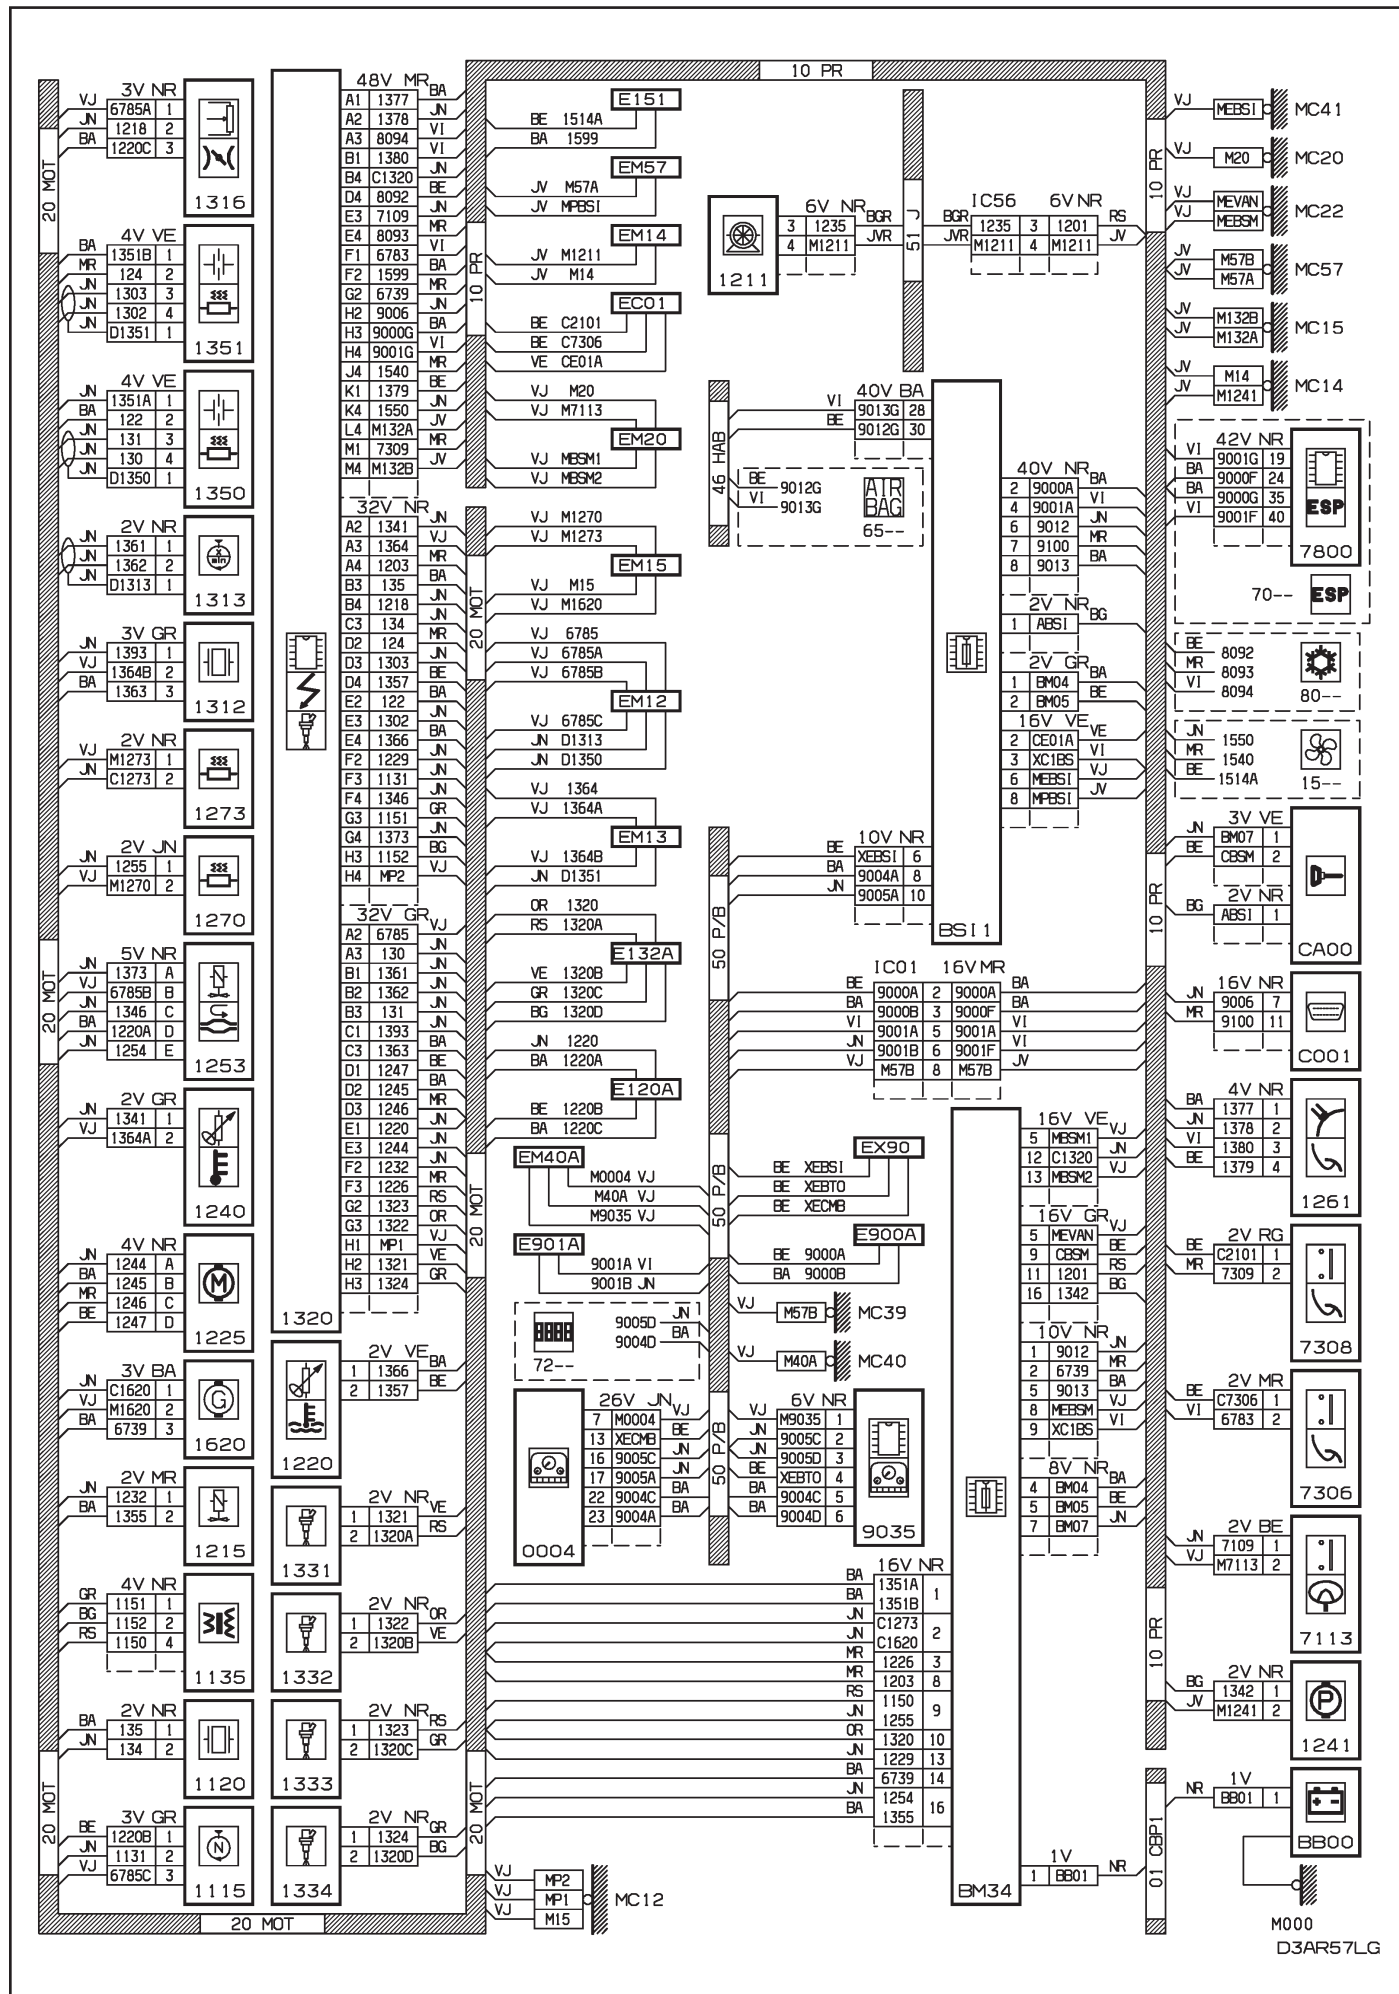 10 PR
3V NR
VJ 6785A 1
JN 1218 2
BA 1220C 3
1316
20 MOT
4V VE
BA 1351B 1
MR 124 2
JN 1303 3
JN 1302 4
JN D1351 1
1351
4V VE
JN 1351A 1
BA 122 2
JN 131 3
JN 130 4
JN D1350 1
1350
2V NR
JN 1361 1
JN 1362 2
JN D1313 1
x
min
1313
3V GR
JN 1393 1
VJ 1364B 2
BA 1363 3
1312
2V NR
VJ M1273 1
JN C1273 2
1273
2V JN
JN 1255 1
VJ M1270 2
1270
20 MOT
5V NR
JN 1373 A
VJ 6785B B
JN 1346 C
BA 1220A D
JN 1254 E
1253
2V GR
JN 1341 1
VJ 1364A 2
1240
4V NR
JN 1244 A
BA 1245 B
MR 1246 C
BE 1247 D
M
1225
3V BA
JN C1620 1
VJ M1620 2
BA 6739 3
G
1620
2V MR
JN 1232 1
BA 1355 2
1215
4V NR
GR 1151 1
BG 1152 2
RS 1150 4
1135
2V NR
BA 135 1
JN 134 2
1120
20 MOT
3V GR
BE 1220B 1
JN 1131 2
VJ 6785C 3
N
1115
20 MOT
48V MR
A1 1377 BA
A2 1378 JN
A3 8094 VI
B1 1380 VI
B4 C1320 JN
D4 8092 BE
E3 7109 JN
E4 8093 MR
F1 6783 VI
F2 1599 BA
G2 6739 MR
H2 9006 JN
H3 9000G BA
H4 9001G VI
J4 1540 MR
K1 1379 BE
K4 1550 JN
L4 M132A JV
M1 7309 MR
M4 M132B JV
32V NR
A2 1341 JN
A3 1364 VJ
A4 1203 MR
B3 135 BA
B4 1218 JN
C3 134 JN
D2 124 MR
D3 1303 JN
D4 1357 BE
E2 122 BA
E3 1302 JN
E4 1366 BA
F2 1229 JN
F3 1131 JN
F4 1346 JN
G3 1151 GR
G4 1373 JN
H3 1152 BG
H4 MP2 VJ
32V GR
A2 6785 VJ
A3 130 JN
B1 1361 JN
B2 1362 JN
B3 131 JN
C1 1393 JN
C3 1363 BA
D1 1247 BE
D2 1245 BA
D3 1246 MR
E1 1220 JN
E3 1244 JN
F2 1232 JN
F3 1226 MR
G2 1323 RS
G3 1322 OR
H1 MP1 VJ
H2 1321 VE
H3 1324 GR
1320
2V VE
1 1366 BA
2 1357 BE
1220
2V NR
1 1321 VE
2 1320A RS
1331
2V NR
1 1322 OR
2 1320B VE
1332
2V NR
1 1323 RS
2 1320C GR
1333
2V NR
1 1324 GR
2 1320D BG
1334
10 PR
20 MOT
20 MOT
20 MOT
E151
BE 1514A
BA 1599
EM57
JV M57A
JV MPBSI
EM14
JV M1211
JV M14
EC01
BE C2101
BE C7306
VE CE01A
VJ M20
VJ M7113
EM20
VJ MBSM1
VJ MBSM2
VJ M1270
VJ M1273
EM15
VJ M15
VJ M1620
VJ 6785
VJ 6785A
VJ 6785B
EM12
VJ 6785C
JN D1313
JN D1350
VJ 1364
VJ 1364A
EM13
VJ 1364B
JN D1351
OR 1320
RS 1320A
E132A
VE 1320B
GR 1320C
BG 1320D
JN 1220
BA 1220A
E120A
BE 1220B
BA 1220C
EM40A
M0004 VJ
M40A VJ
M9035 VJ
E901A
9001A VI
9001B JN
9005D JN
9004D BA
72--
26V JN
7 M0004 VJ
13 XECMB BE
16 9005C JN
17 9005A JN
22 9004C BA
23 9004A BA
0004
VJ MP2
VJ MP1
VJ M15
MC12
1211
6V NR
3 1235 BGR
4 M1211 JVR
51 J
IC56 6V NR
BGR 1235 3 1201 RS
JVR M1211 4 M1211 JV
46 HAB
40V BA
VI 9013G 28
BE 9012G 30
BE 9012G
VI 9013G
AIR
BAG
65--
40V NR
2 9000A BA
4 9001A VI
6 9012 JN
7 9100 MR
8 9013 BA
2V NR
1 ABSI BG
2V GR
1 BM04 BA
2 BM05 BE
16V VE
2 CE01A VE
3 XC1BS VI
6 MEBSI VJ
8 MPBSI JV
10V NR
BE XEBSI 6
BA 9004A 8
JN 9005A 10
BSI1
50 P/B
50 P/B
50 P/B
IC01 16V MR
BE 9000A 2 9000A BA
BA 9000B 3 9000F BA
VI 9001A 5 9001A VI
JN 9001B 6 9001F VI
VJ M57B 8 M57B JV
EX90
BE XEBSI
BE XEBTO
BE XECMB
E900A
BE 9000A
BA 9000B
VJ M57B MC39
VJ M40A MC40
6V NR
VJ M9035 1
JN 9005C 2
JN 9005D 3
BE XEBTO 4
BA 9004C 5
BA 9004D 6
9035
16V VE
5 MBSM1 VJ
12 C1320 JN
13 MBSM2 VJ
16V GR
5 MEVAN VJ
9 CBSM BE
11 1201 RS
16 1342 BG
10V NR
1 9012 JN
2 6739 MR
5 9013 BA
8 MEBSM VJ
9 XC1BS VI
8V NR
4 BM04 BA
5 BM05 BE
7 BM07 JN
16V NR
BA 1351A 1
BA 1351B
JN C1273 2
JN C1620
MR 1226 3
MR 1203 8
RS 1150 9
JN 1255
OR 1320 10
JN 1229 13
BA 6739 14
JN 1254 16
BA 1355
1V
1 BB01 NR
BM34
VJ MEBSI MC41
10 PR
VJ M20 MC20
VJ MEVAN
VJ MEBSM
MC22
JV M57B
JV M57A
MC57
JV M132B
JV M132A
MC15
JV M14
JV M1241
MC14
42V NR
VI 9001G 19
BA 9000F 24
BA 9000G 35
VI 9001F 40
ESP
7800
70-- ESP
BE 8092
MR 8093
VI 8094
80--
JN 1550
MR 1540
BE 1514A
15--
3V VE
JN BM07 1
BE CBSM 2
2V NR
BG ABSI 1
CA00
10 PR
16V NR
JN 9006 7
MR 9100 11
C001
4V NR
BA 1377 1
JN 1378 2
VI 1380 3
BE 1379 4
1261
2V RG
BE C2101 1
MR 7309 2
7308
2V MR
BE C7306 1
VI 6783 2
7306
2V BE
JN 7109 1
VJ M7113 2
7113
10 PR
2V NR
BG 1342 1
JV M1241 2
P
1241
01 CBP1
1V
NR BB01 1
+ -
BB00
M000
D3AR57LG